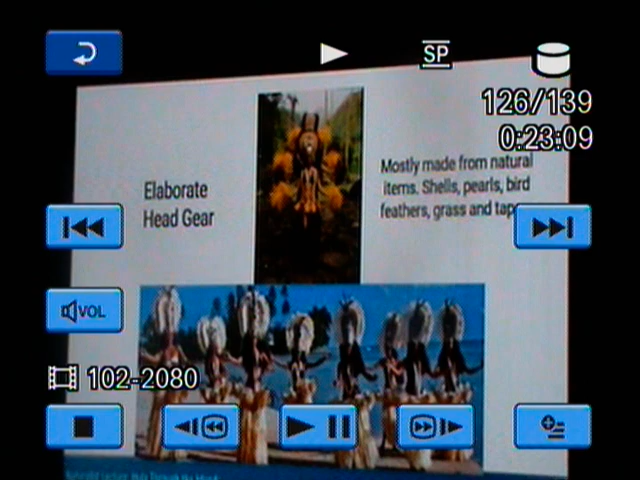 SP
126/139
0:23:09
Mostly made from natural
items. Shells, pearls, bird
feathers, grass and
Elaborate
Head Gear
VOL
102-2080